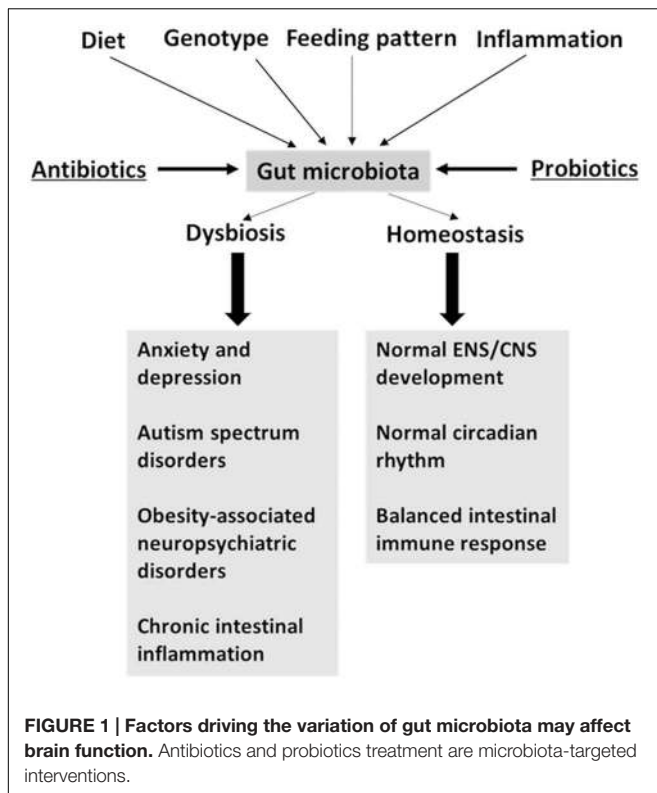 Diet Genotype Feeding pattern Inflammation
Antibiotics Gut microbiota Probiotics
Dysbiosis Homeostasis
Anxiety and
depression
Autism spectrum
disorders
Obesity-associated
neuropsychiatric
disorders
Chronic intestinal
inflammation
Normal ENS/CNS
development
Normal circadian
rhythm
Balanced intestinal
immune response
FIGURE 1 | Factors driving the variation of gut microbiota may affect
brain function. Antibiotics and probiotics treatment are microbiota-targeted
interventions.